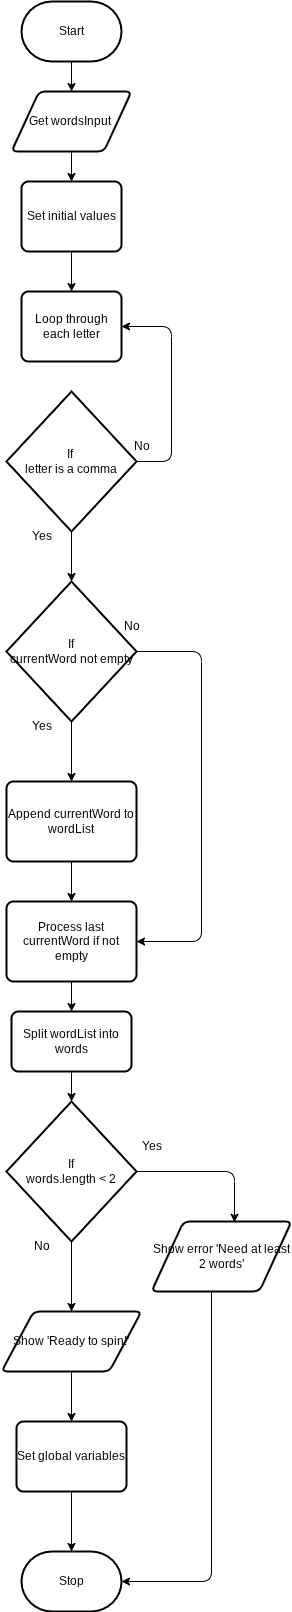 Start
Get wordsInput
Set initial values
Loop through
each letter
If
letter is a comma
No
Yes
If
currentWord not empty
No
Yes
Append currentWord to
wordList
Process last
currentWord if not
empty
Split wordList into
words
If
words.length < 2
Yes
No
Show error 'Need at least
2 words'
Show 'Ready to spin!'
Set global variables
Stop